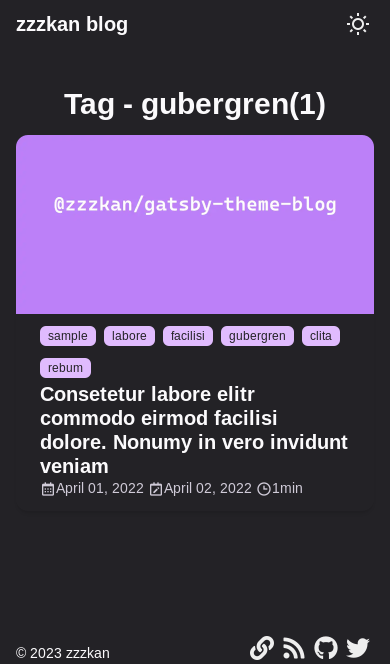 zzzkan blog
Tag - gubergren(1)
@zzzkan/gatsby-theme-blog
sample labore facilisi gubergren clita
rebum
Consetetur labore elitr
commodo eirmod facilisi
dolore. Nonumy in vero invidunt
veniam
April 01, 2022 April 02, 2022 1min
© 2023 zzzkan